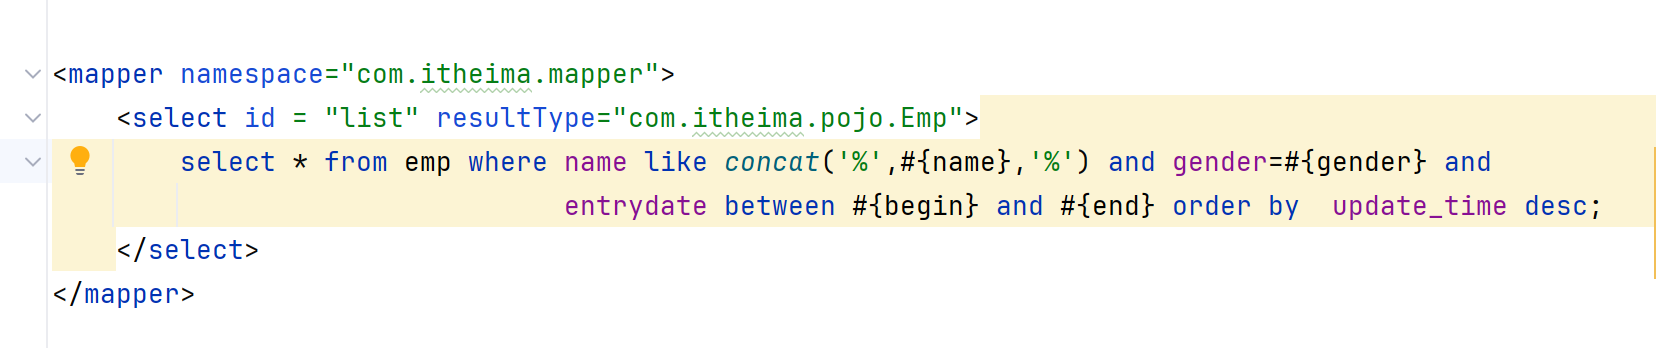 <mapper namespace="com.itheima.mapper">
<select id = "list" resultType="com.itheima.pojo.Emp">
select * from emp where name like concat('%',#{name},'%') and gender=#{gender} and
entrydate between #{begin} and #{end} order by  update_time desc;
</select>
</mapper>